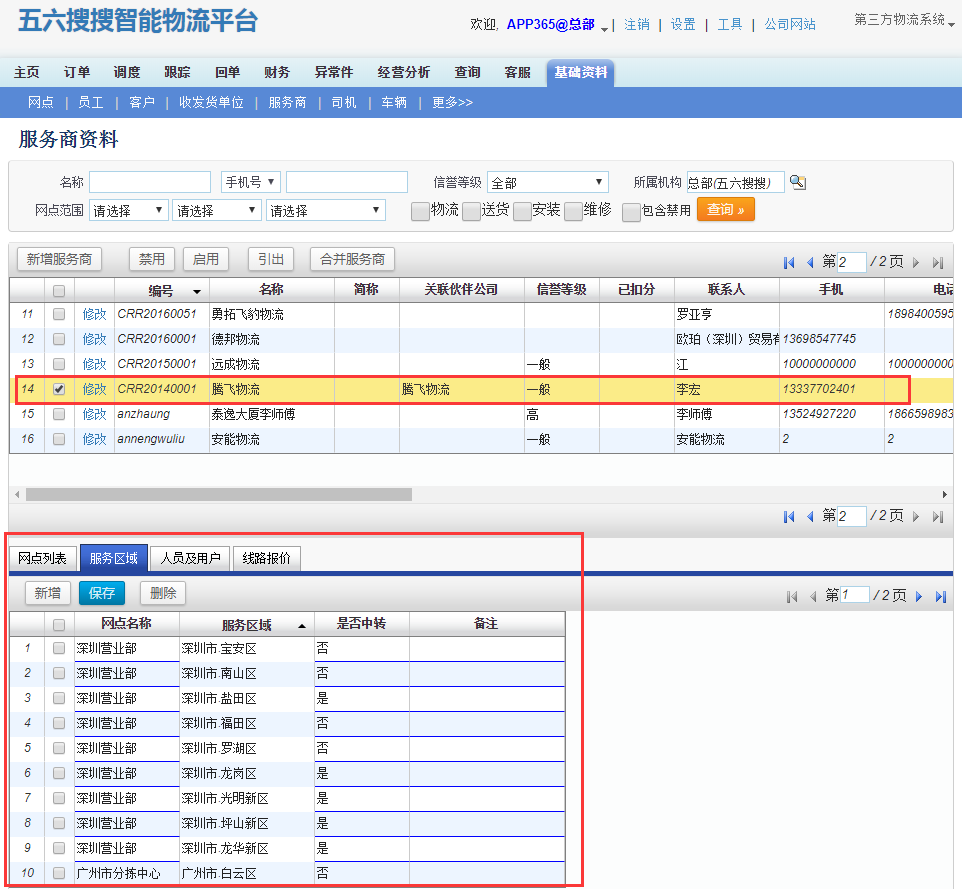 五六搜搜智能物流平台
欢迎, APP365@总部 | 注销 | 设置 | 工具 | 公司网站 第三方物流系统
主页 订单 调度 跟踪 回单 财务 异常件 经营分析 查询 客服 基础资料
网点 | 员工 | 客户 | 收发货单位 | 服务商 | 司机 | 车辆 | 更多>>
服务商资料
名称 手机号 信誉等级 全部 所属机构 总部(五六搜搜)
网点范围 请选择 请选择 请选择 物流 送货 安装 维修 包含禁用 查询 »
新增服务商 禁用 启用 引出 合并服务商 第 2 / 2 页
编号 名称 简称 关联伙伴公司 信誉等级 已扣分 联系人 手机 电话
11 修改 CRR20160051 勇拓飞豹物流 罗亚亨 1898400595
12 修改 CRR20160001 德邦物流 欧珀（深圳）贸易有 13698547745
13 修改 CRR20150001 远成物流 一般 江 10000000000 1000000000
14 修改 CRR20140001 腾飞物流 腾飞物流 一般 李宏 13337702401
15 修改 anzhaung 泰逸大厦李师傅 高 李师傅 13524927220 1866598983
16 修改 annengwuliu 安能物流 一般 安能物流 2 2
第 2 / 2 页
网点列表 服务区域 人员及用户 线路报价
新增 保存 删除 第 1 / 2 页
网点名称 服务区域 是否中转 备注
1 深圳营业部 深圳市.宝安区 否
2 深圳营业部 深圳市.南山区 否
3 深圳营业部 深圳市.盐田区 是
4 深圳营业部 深圳市.福田区 否
5 深圳营业部 深圳市.罗湖区 否
6 深圳营业部 深圳市.龙岗区 是
7 深圳营业部 深圳市.光明新区 是
8 深圳营业部 深圳市.坪山新区 是
9 深圳营业部 深圳市.龙华新区 是
10 广州市分拣中心 广州市.白云区 否